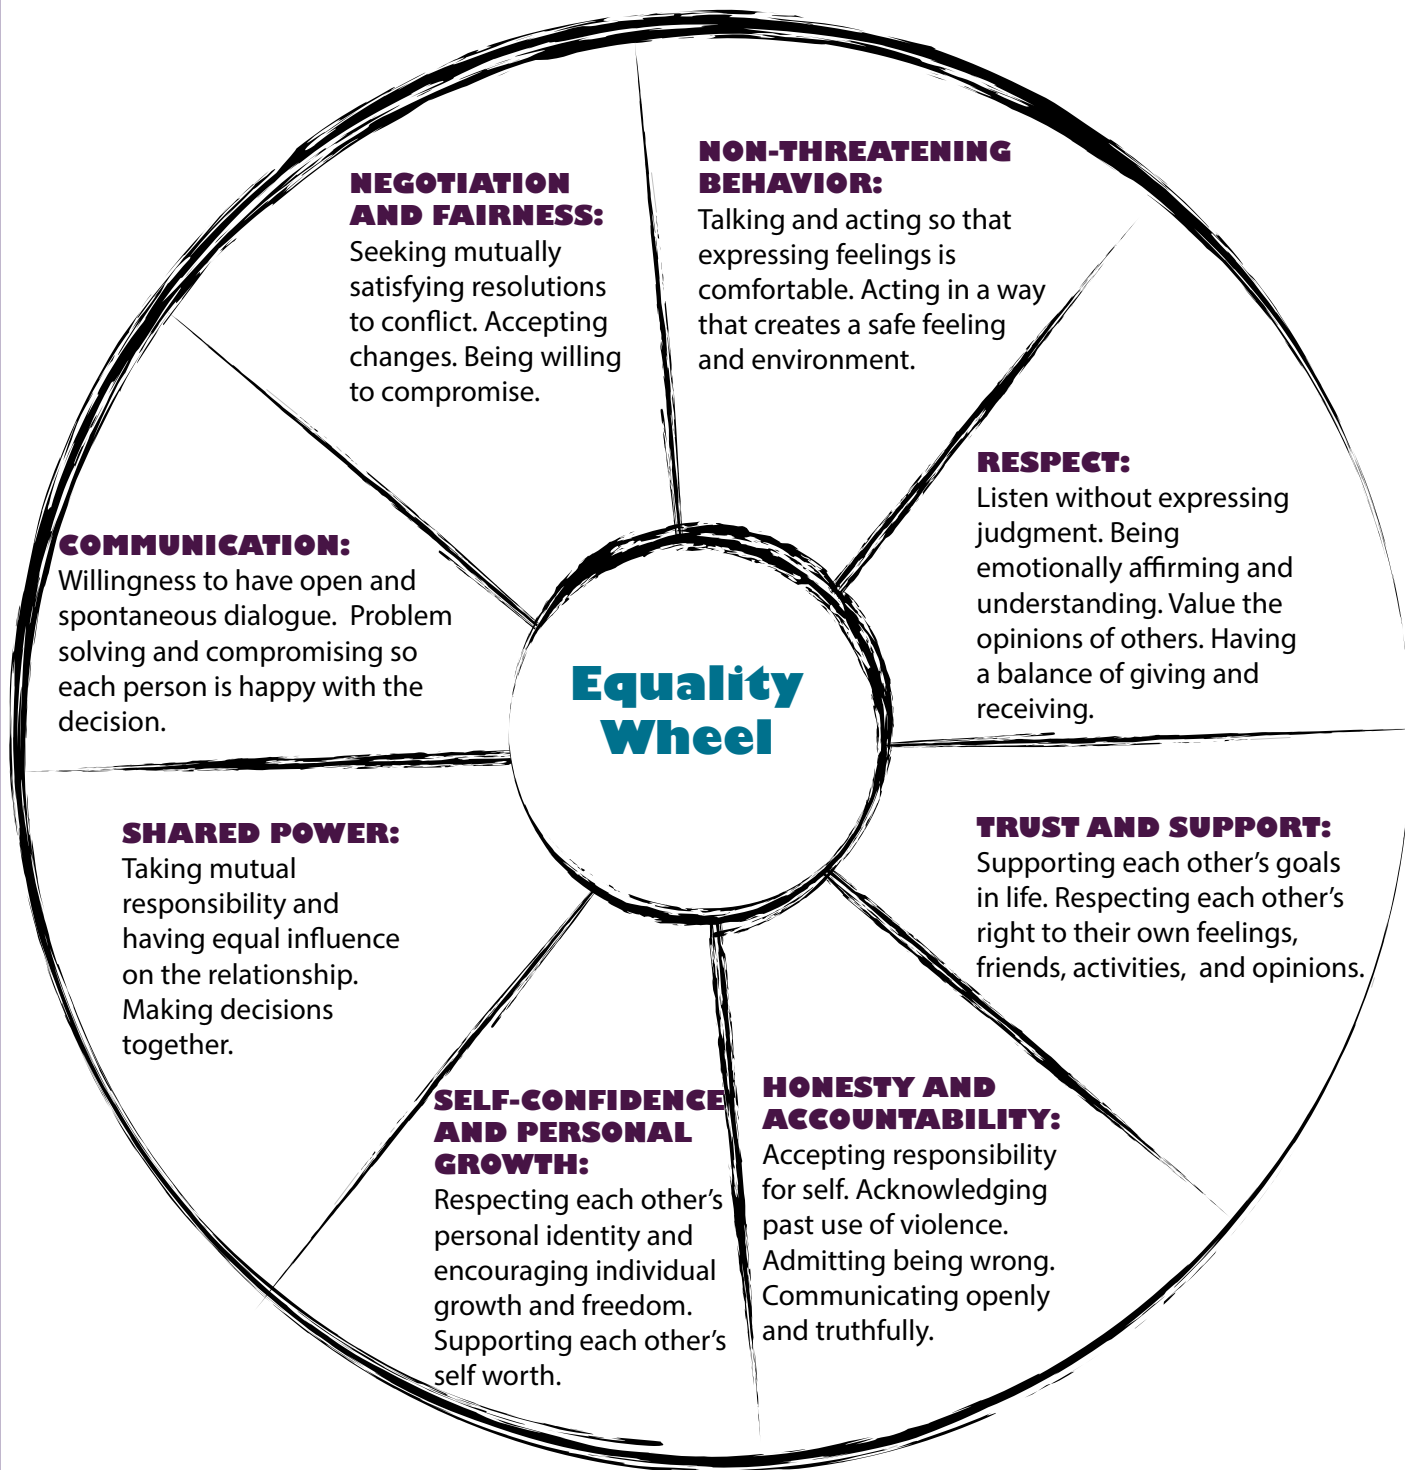 NON-THREATENING
BEHAVIOR:
Talking and acting so that
expressing feelings is
comfortable. Acting in a way
that creates a safe feeling
and environment.
RESPECT:
Listen without expressing
judgment. Being
emotionally affirming and
understanding. Value the
opinions of others. Having
a balance of giving and
receiving.
TRUST AND SUPPORT:
Supporting each other’s goals
in life. Respecting each other’s
right to their own feelings,
friends, activities,  and opinions.
HONESTY AND
ACCOUNTABILITY:
Accepting responsibility
for self. Acknowledging
past use of violence.
Admitting being wrong.
Communicating openly
and truthfully.
SELF-CONFIDENCE
AND PERSONAL
GROWTH:
Respecting each other’s
personal identity and
encouraging individual
growth and freedom.
Supporting each other’s
self worth.
SHARED POWER:
Taking mutual
responsibility and
having equal influence
on the relationship.
Making decisions
together.
COMMUNICATION:
Willingness to have open and
spontaneous dialogue.  Problem
solving and compromising so
each person is happy with the
decision.
NEGOTIATION
AND FAIRNESS:
Seeking mutually
satisfying resolutions
to conflict. Accepting
changes. Being willing
to compromise.
Equality
Wheel